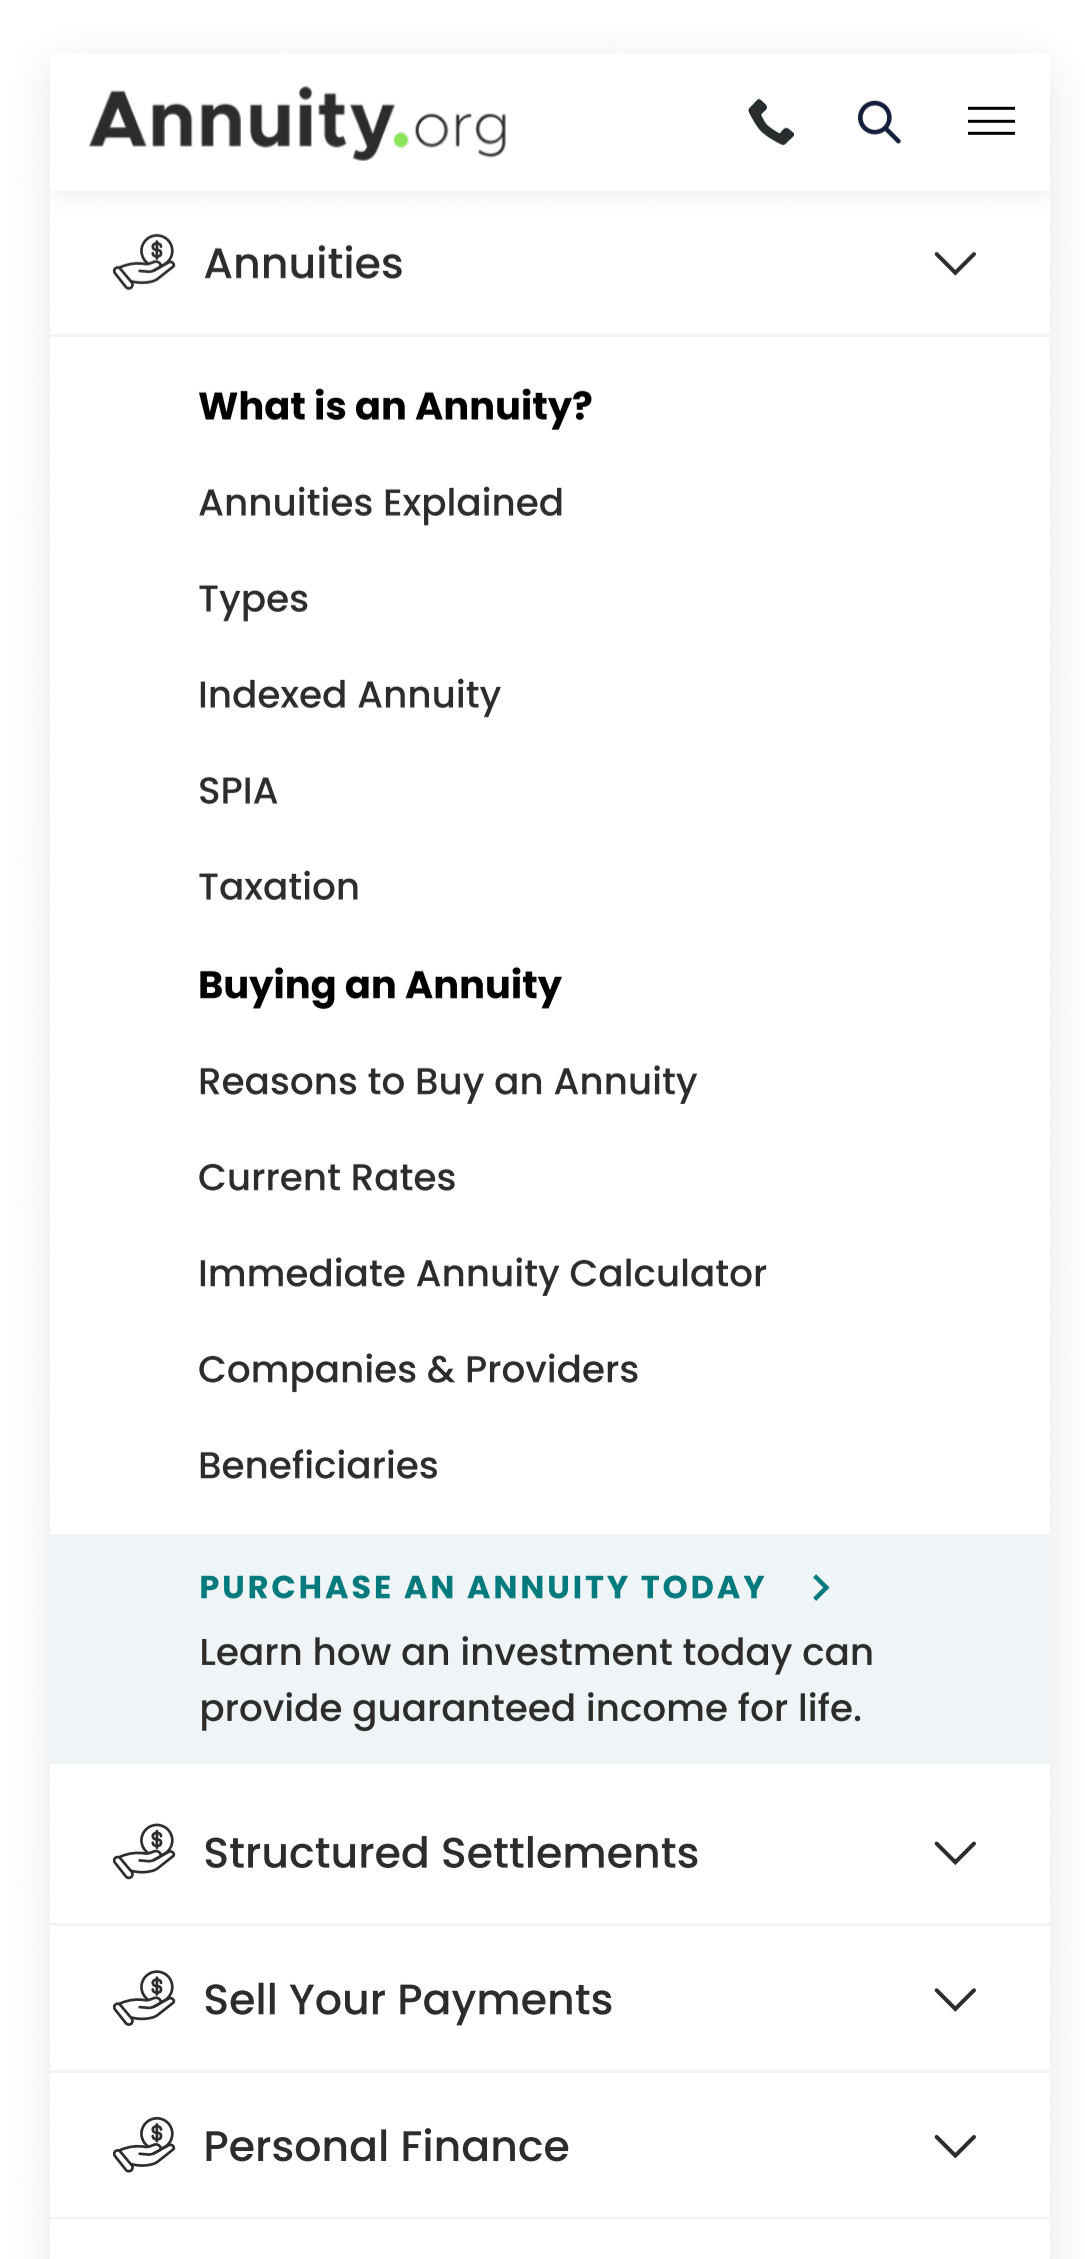 Annuity.org
Annuities
What is an Annuity?
Annuities Explained
Types
Indexed Annuity
SPIA
Taxation
Buying an Annuity
Reasons to Buy an Annuity
Current Rates
Immediate Annuity Calculator
Companies & Providers
Beneficiaries
PURCHASE AN ANNUITY TODAY
Learn how an investment today can
provide guaranteed income for life.
Structured Settlements
Sell Your Payments
Personal Finance